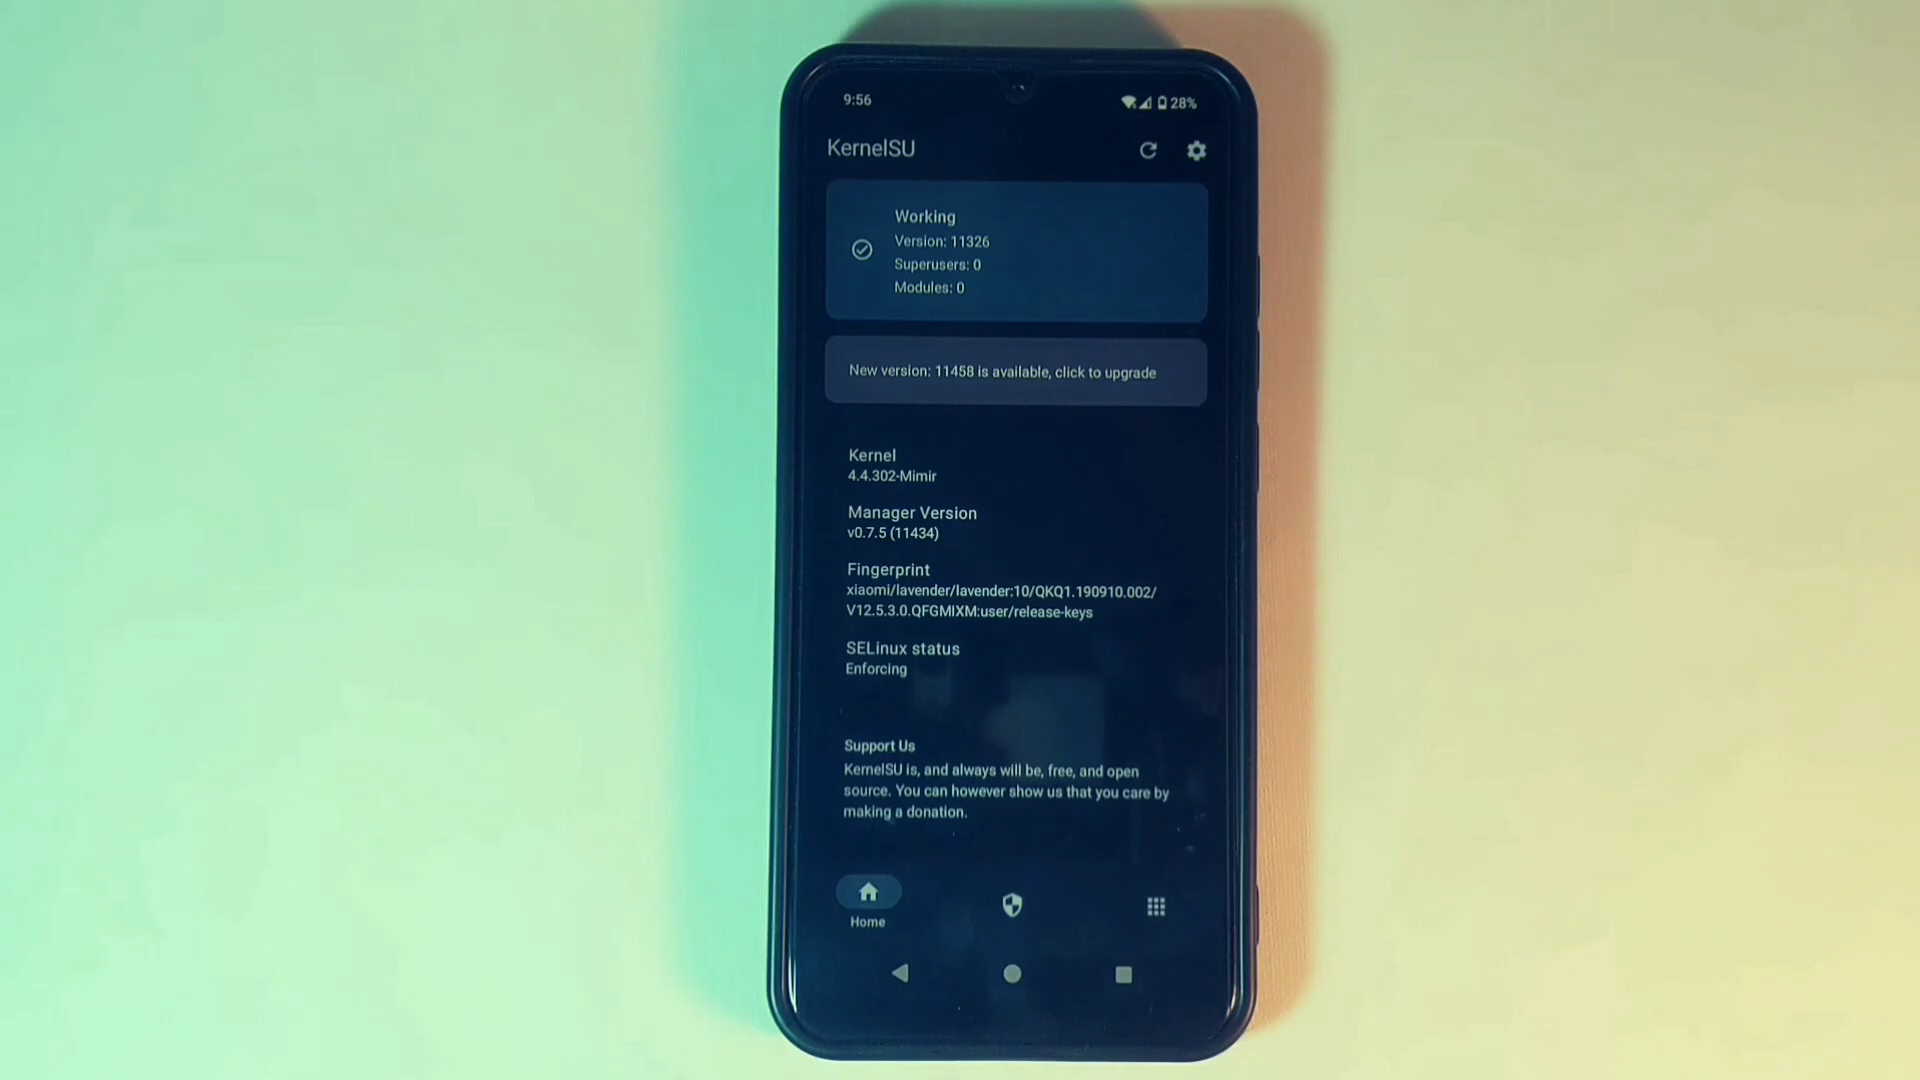 9:56
28%
KernelSU
Working
Version: 11326
Superusers: 0
Modules: 0
New version: 11458 is available, click to upgrade
Kernel
4.4.302-Mimir
Manager Version
v0.7.5 (11434)
Fingerprint
xiaomi/lavender/lavender:10/QKQ1.190910.002/
V12.5.3.0.QFGMIXM:user/release-keys
SELinux status
Enforcing
Support Us
KernelSU is, and always will be, free, and open
source. You can however show us that you care by
making a donation.
Home